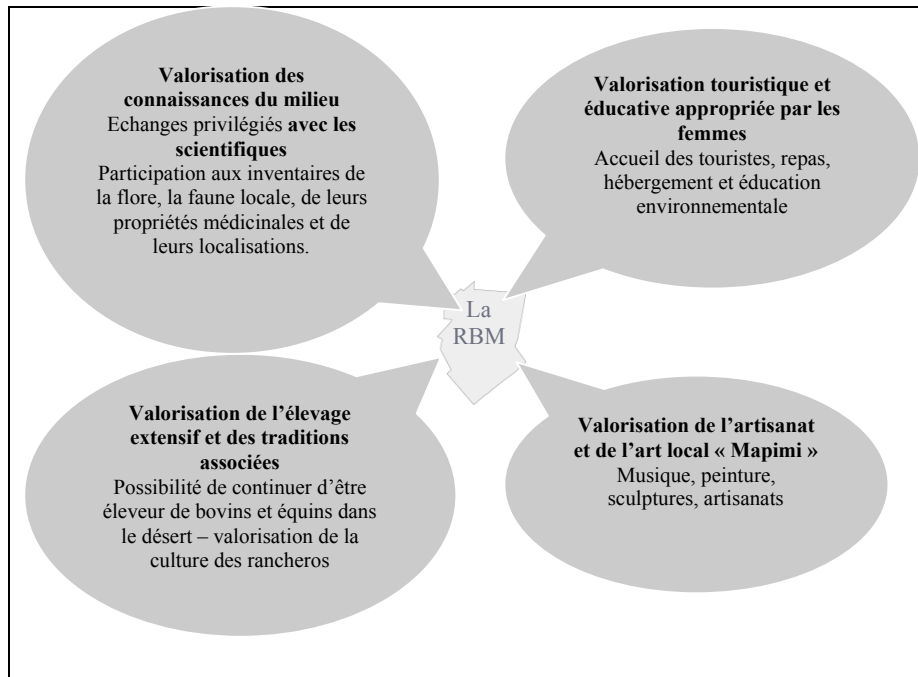 Valorisation des
connaissances du milieu
Echanges privilégiés avec les
scientifiques
Participation aux inventaires de
la flore, la faune locale, de leurs
propriétés médicinales et de
leurs localisations.
Valorisation touristique et
éducative appropriée par les
femmes
Accueil des touristes, repas,
hébergement et éducation
environnementale
La
RBM
Valorisation de l’élevage
extensif et des traditions
associées
Possibilité de continuer d’être
éleveur de bovins et équins dans
le désert – valorisation de la
culture des rancheros
Valorisation de l’artisanat
et de l’art local « Mapimi »
Musique, peinture,
sculptures, artisanats